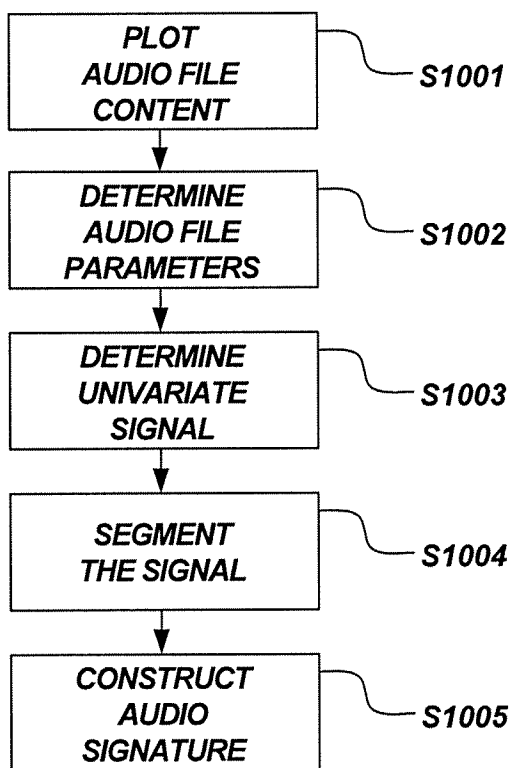 PLOT
AUDIO FILE
CONTENT
S1001
DETERMINE
AUDIO FILE
PARAMETERS
S1002
DETERMINE
UNIVARIATE
SIGNAL
S1003
SEGMENT
THE SIGNAL
S1004
CONSTRUCT
AUDIO
SIGNATURE
S1005